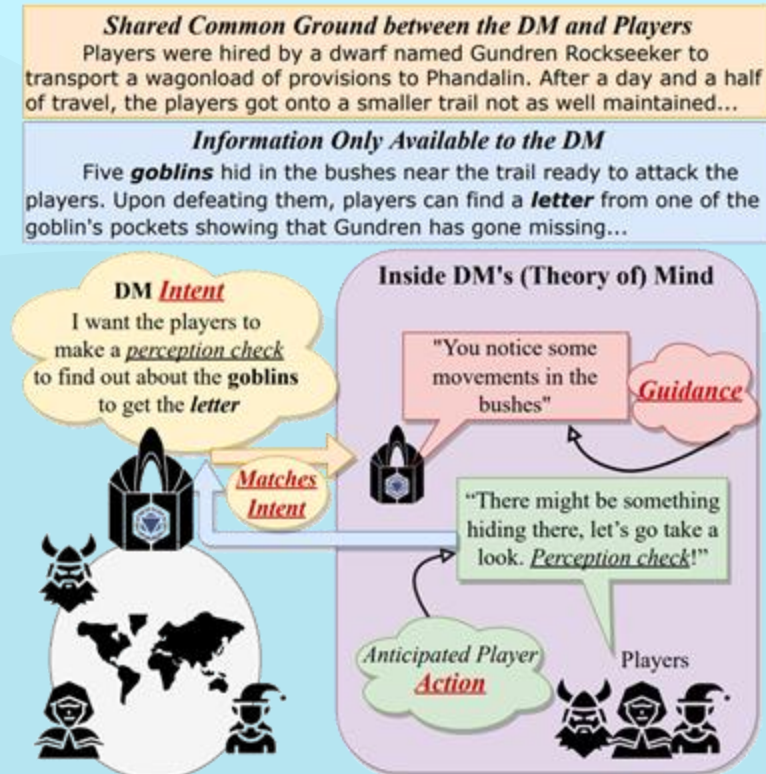 Shared Common Ground between the DM and Players
Players were hired by a dwarf named Gundren Rockseeker to
transport a wagonload of provisions to Phandalin. After a day and a half
of travel, the players got onto a smaller trail not as well maintained...
Information Only Available to the DM
Five goblins hid in the bushes near the trail ready to attack the
players. Upon defeating them, players can find a letter from one of the
goblin's pockets showing that Gundren has gone missing...
DM Intent
I want the players to
make a perception check
to find out about the goblins
to get the letter
Inside DM's (Theory of) Mind
"You notice some
movements in the
bushes"
Guidance
Matches
Intent
“There might be something
hiding there, let’s go take a
look. Perception check!”
Anticipated Player
Action
Players